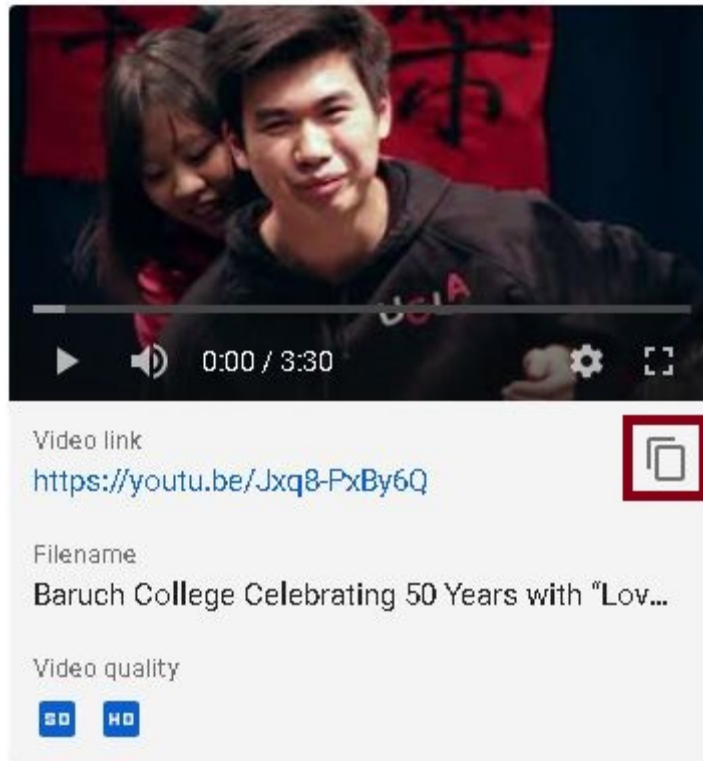 UCLA
0:00 / 3:30
Video link
https://youtu.be/Jxq8-PxBy6Q
Filename
Baruch College Celebrating 50 Years with “Lov...
Video quality
SD HD